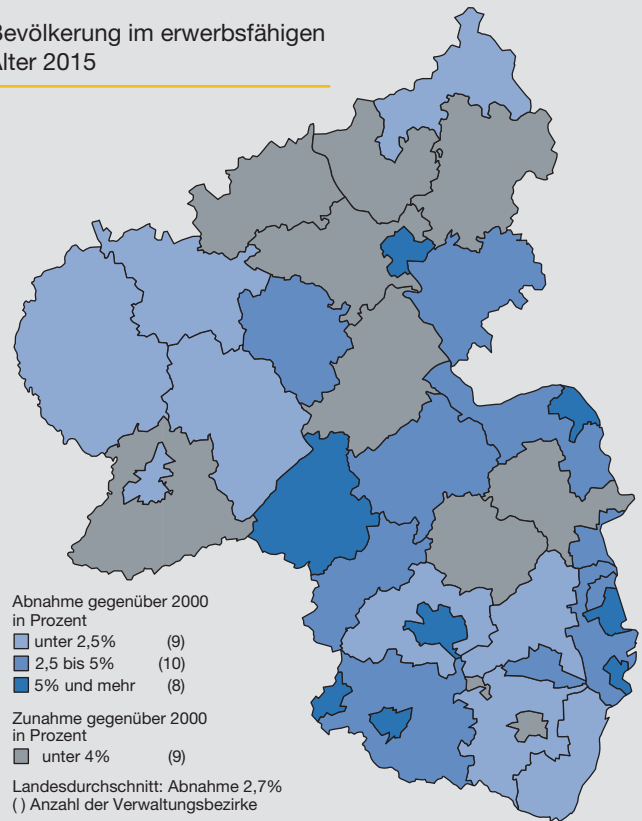 Bevölkerung im erwerbsfähigen
Alter 2015
Abnahme gegenüber 2000
in Prozent
unter 2,5% (9)
2,5 bis 5% (10)
5% und mehr (8)
Zunahme gegenüber 2000
in Prozent
unter 4% (9)
Landesdurchschnitt: Abnahme 2,7%
( ) Anzahl der Verwaltungsbezirke